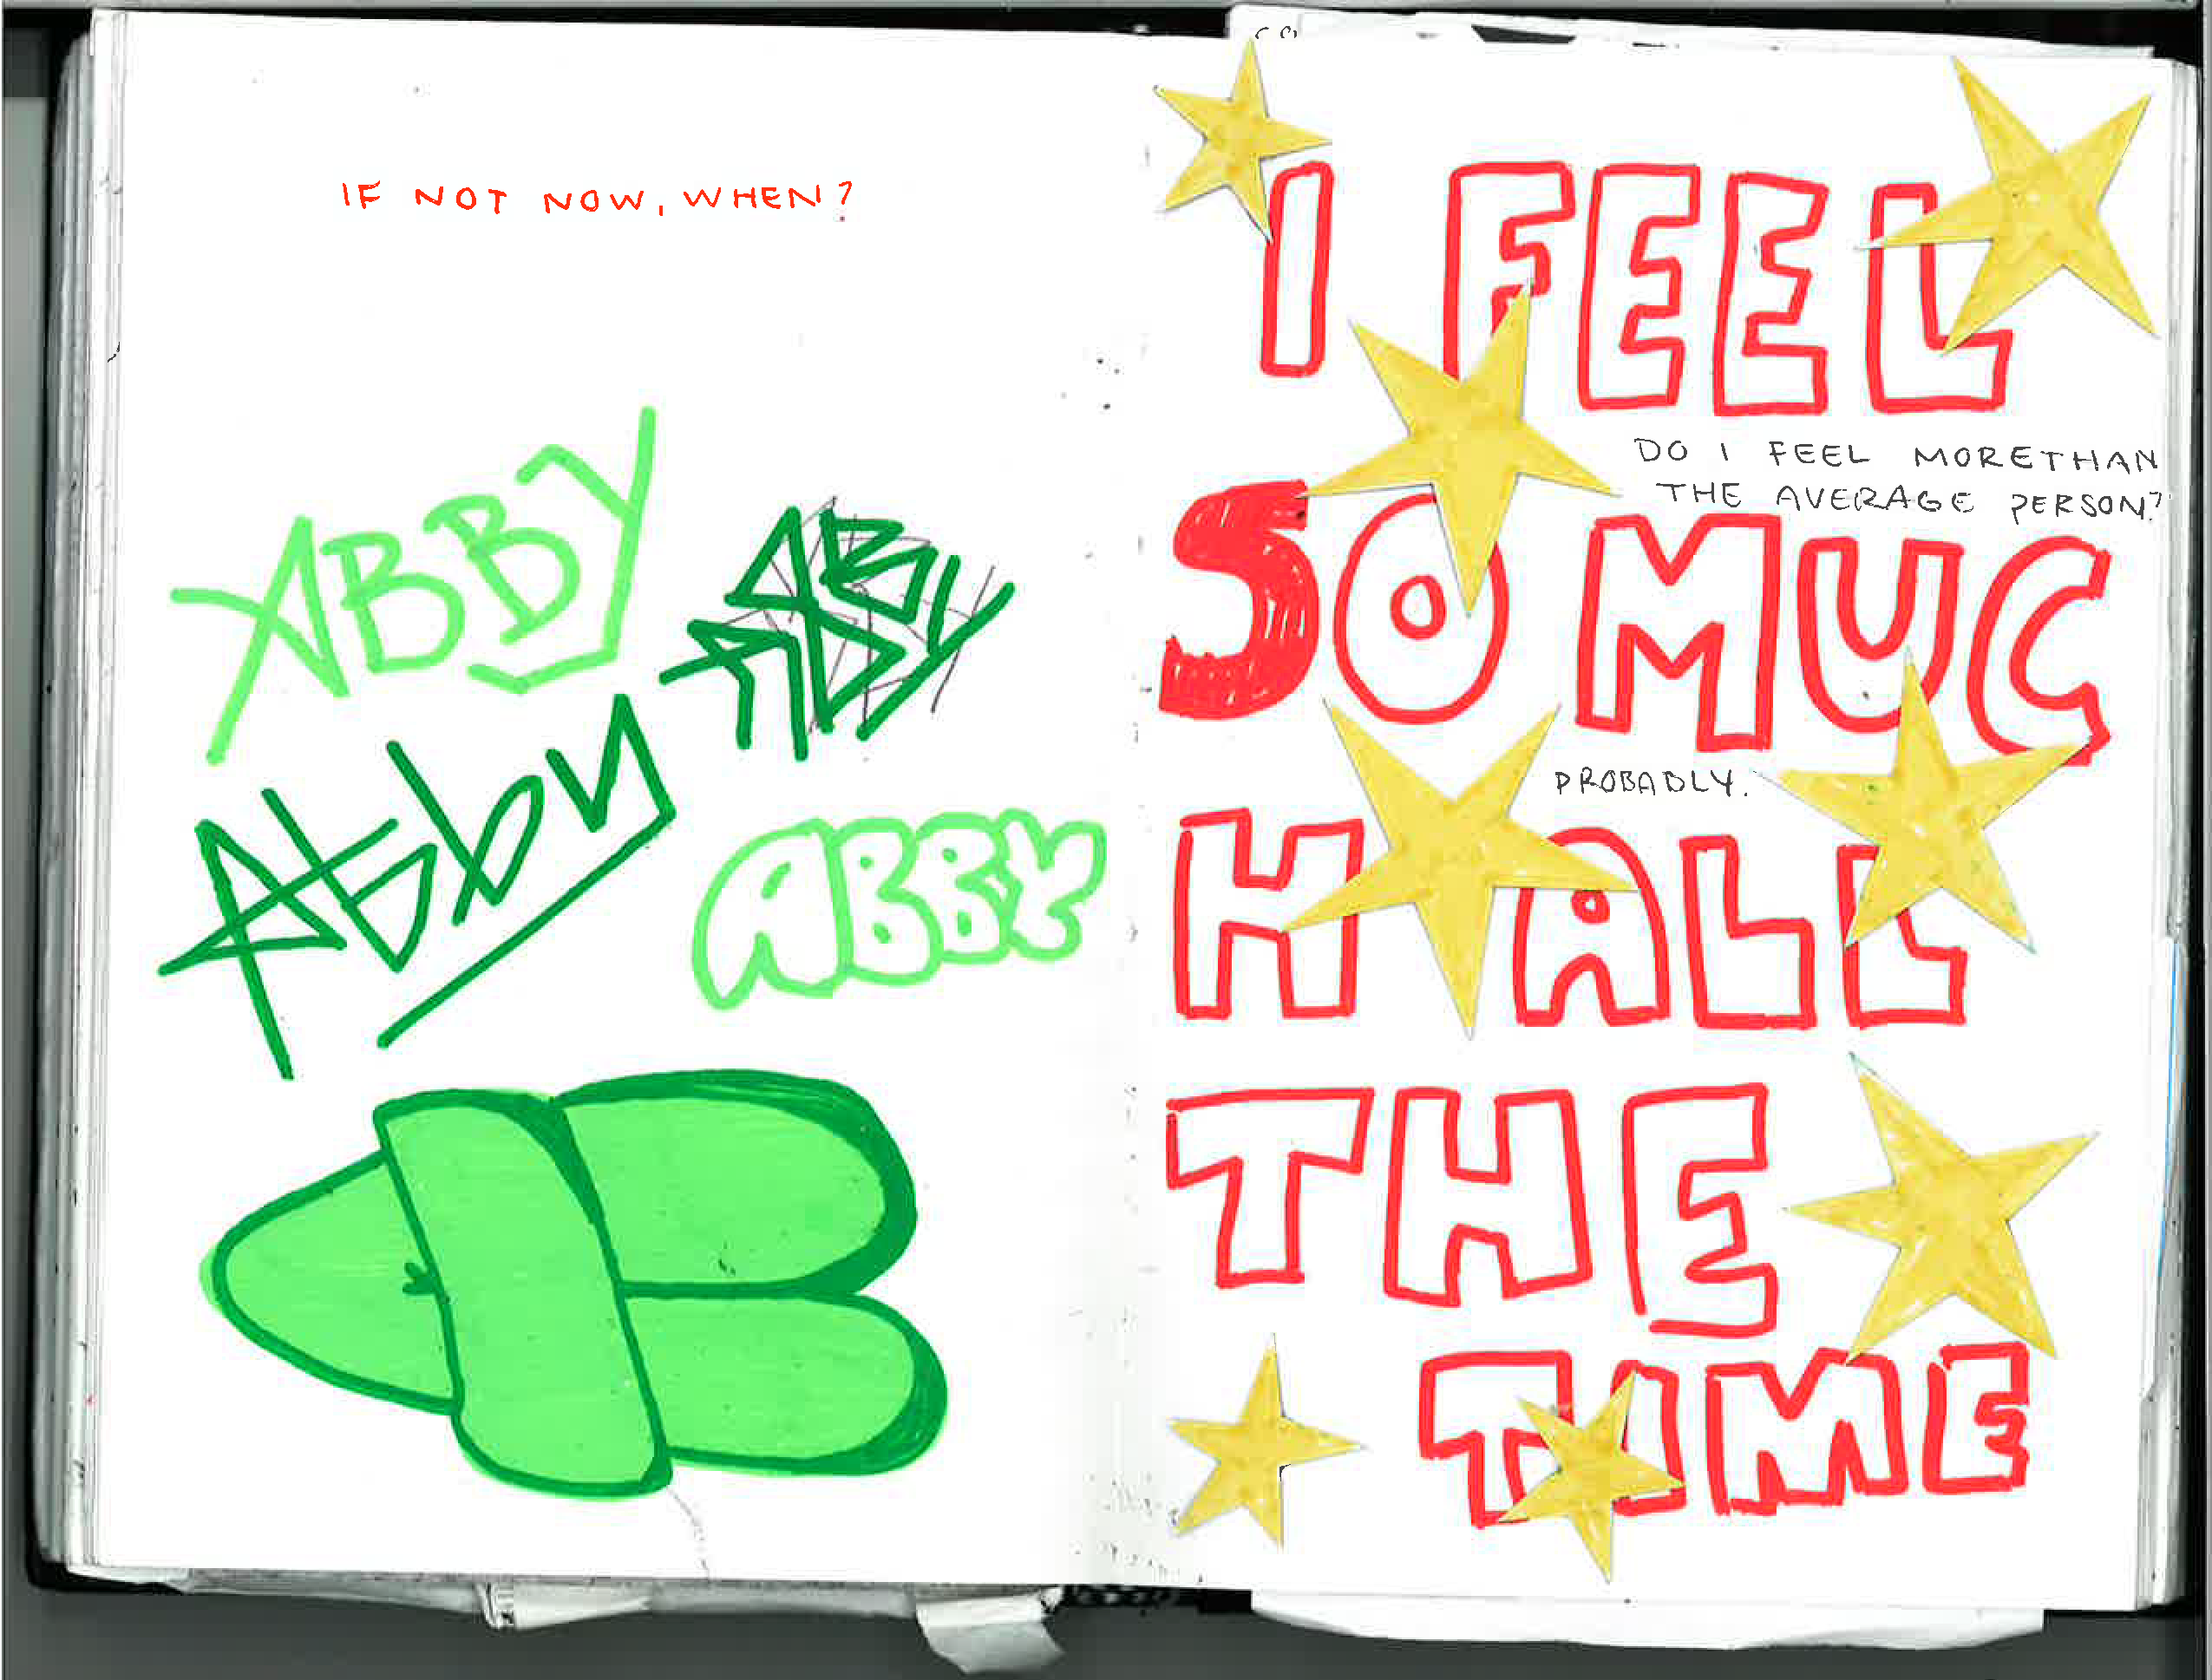 IF NOT NOW, WHEN?
ABBY
ABBY
Abby
ABBY
I FEEL
DO I FEEL MORETHAN
THE AVERAGE PERSON?
SO MUC
PROBABLY.
H ALL
THE
TIME